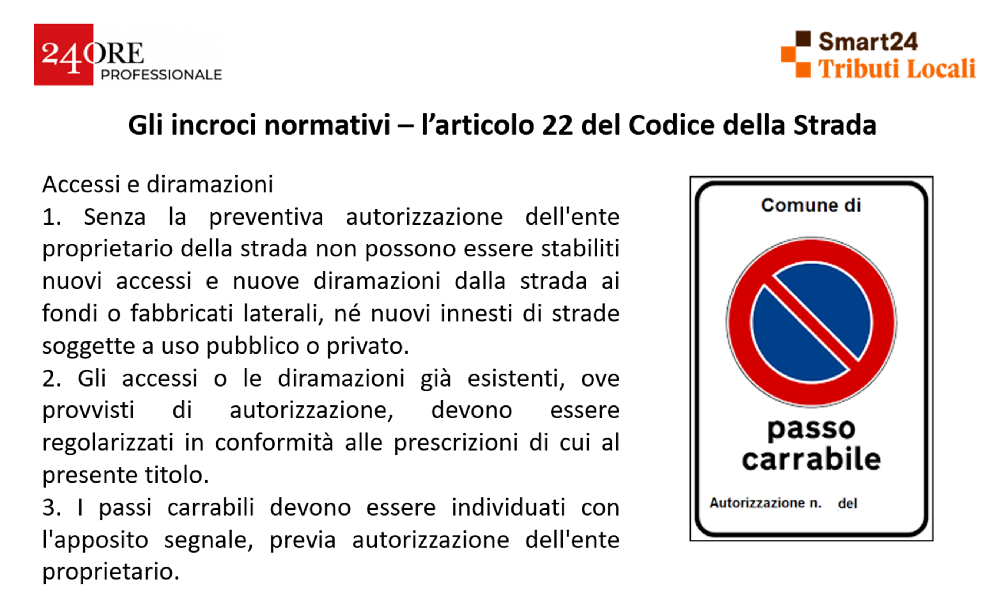 24ORE
PROFESSIONALE
Smart24
Tributi Locali
Gli incroci normativi – l’articolo 22 del Codice della Strada
Accessi e diramazioni
1. Senza la preventiva autorizzazione dell'ente
proprietario della strada non possono essere stabiliti
nuovi accessi e nuove diramazioni dalla strada ai
fondi o fabbricati laterali, né nuovi innesti di strade
soggette a uso pubblico o privato.
2. Gli accessi o le diramazioni già esistenti, ove
provvisti di autorizzazione, devono essere
regolarizzati in conformità alle prescrizioni di cui al
presente titolo.
3. I passi carrabili devono essere individuati con
l'apposito segnale, previa autorizzazione dell'ente
proprietario.
Comune di
passo
carrabile
Autorizzazione n. del